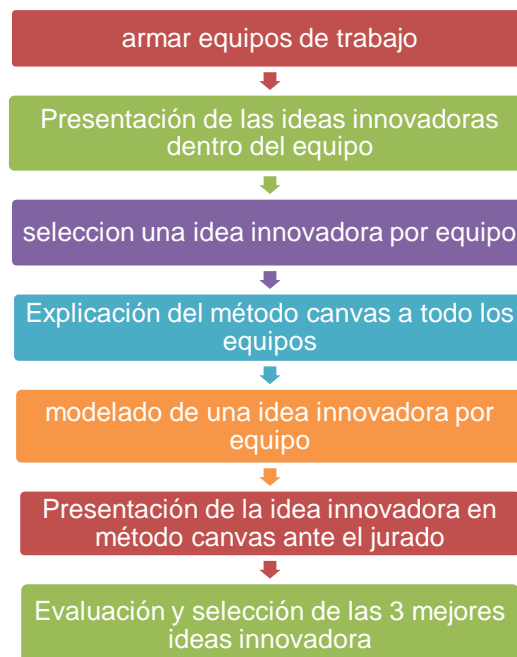 armar equipos de trabajo
Presentación de las ideas innovadoras
dentro del equipo
seleccion una idea innovadora por equipo
Explicación del método canvas a todo los
equipos
modelado de una idea innovadora por
equipo
Presentación de la idea innovadora en
método canvas ante el jurado
Evaluación y selección de las 3 mejores
ideas innovadora